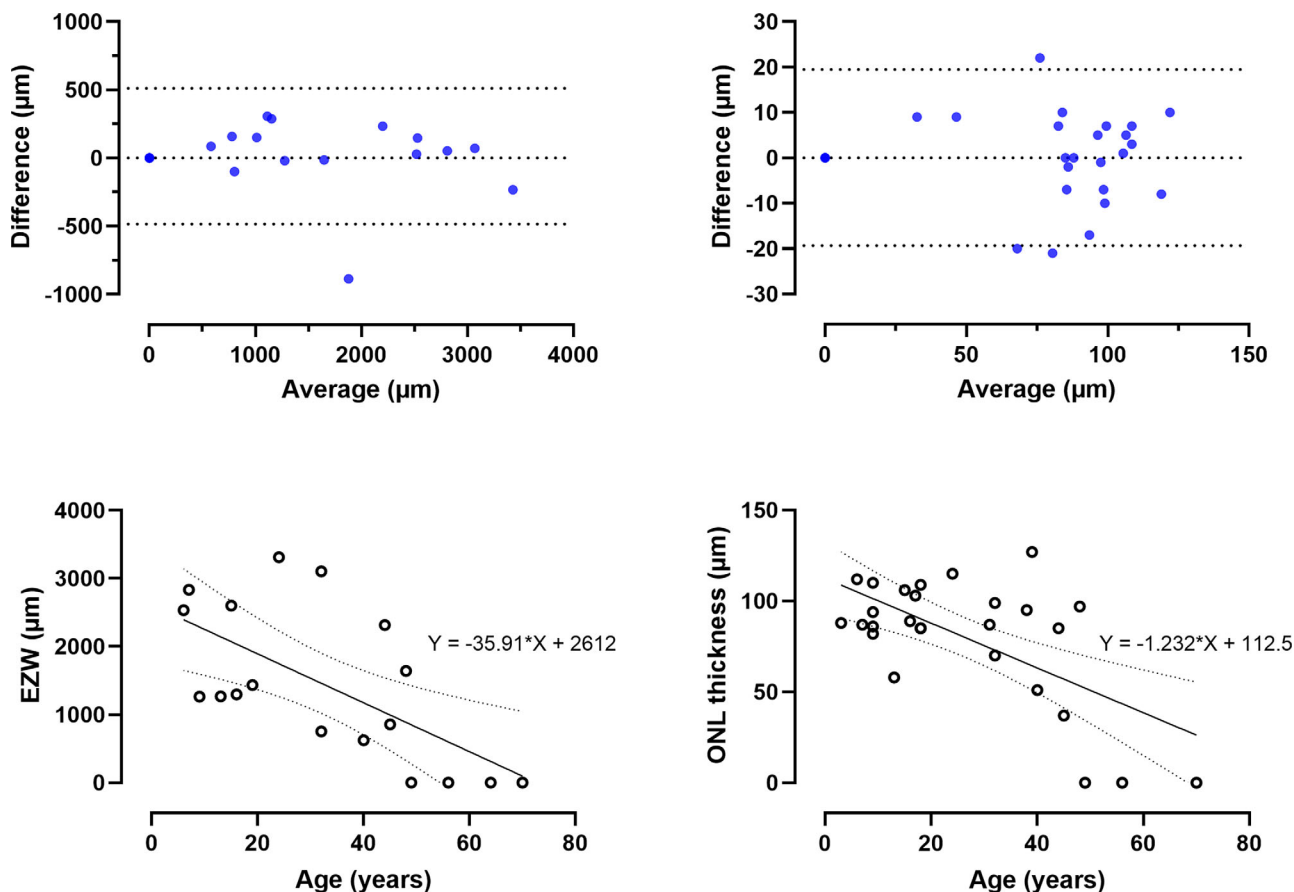 Difference (µm)
1000
500
0
-500
-1000
0 1000 2000 3000 4000
Average (µm)
Difference (µm)
30
20
10
0
-10
-20
-30
0 50 100 150
Average (µm)
EZW (µm)
4000
3000
2000
1000
0
Y = -35.91*X + 2612
0 20 40 60 80
Age (years)
ONL thickness (µm)
150
100
50
0
Y = -1.232*X + 112.5
0 20 40 60 80
Age (years)